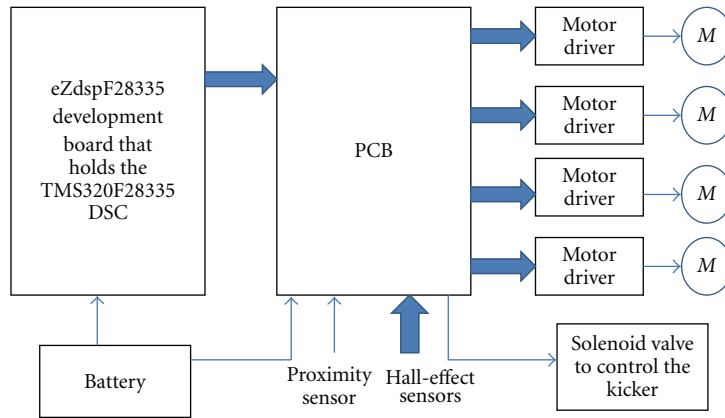 eZdspF28335
development
board that
holds the
TMS320F28335
DSC
PCB
Motor
driver
M
Motor
driver
M
Motor
driver
M
Motor
driver
M
Battery
Proximity
sensor
Hall-effect
sensors
Solenoid valve
to control the
kicker